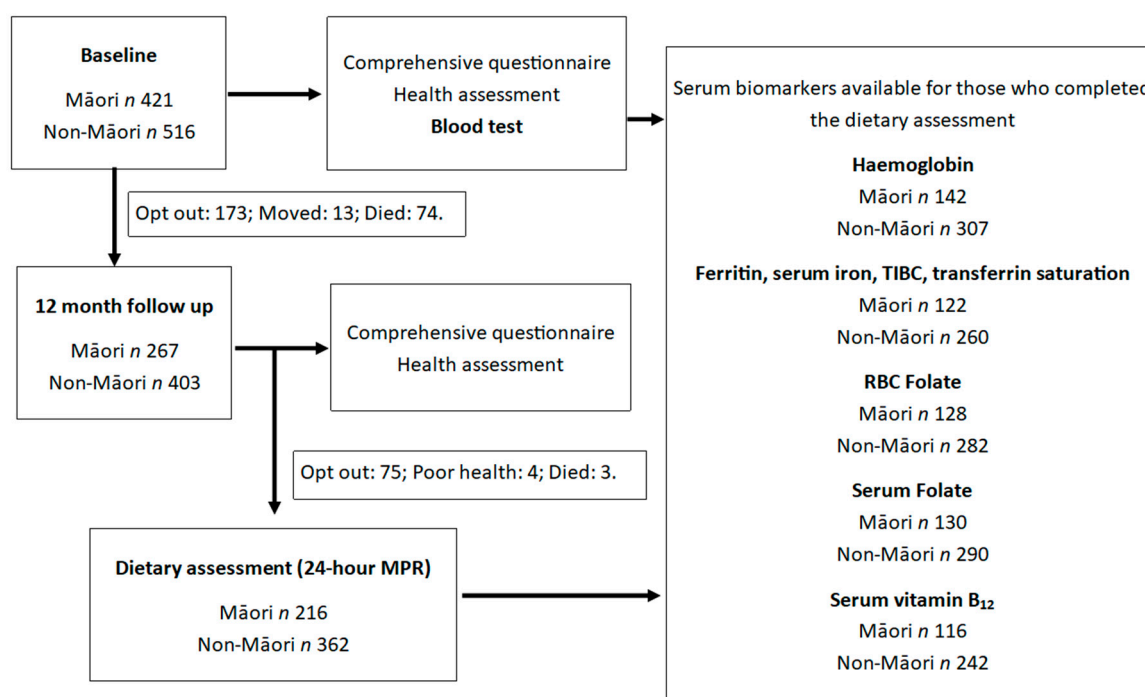 Baseline
Māori n 421
Non-Māori n 516
Comprehensive questionnaire
Health assessment
Blood test
Opt out: 173; Moved: 13; Died: 74.
12 month follow up
Māori n 267
Non-Māori n 403
Comprehensive questionnaire
Health assessment
Opt out: 75; Poor health: 4; Died: 3.
Dietary assessment (24-hour MPR)
Māori n 216
Non-Māori n 362
Serum biomarkers available for those who completed
the dietary assessment
Haemoglobin
Māori n 142
Non-Māori n 307
Ferritin, serum iron, TIBC, transferrin saturation
Māori n 122
Non-Māori n 260
RBC Folate
Māori n 128
Non-Māori n 282
Serum Folate
Māori n 130
Non-Māori n 290
Serum vitamin B₁₂
Māori n 116
Non-Māori n 242